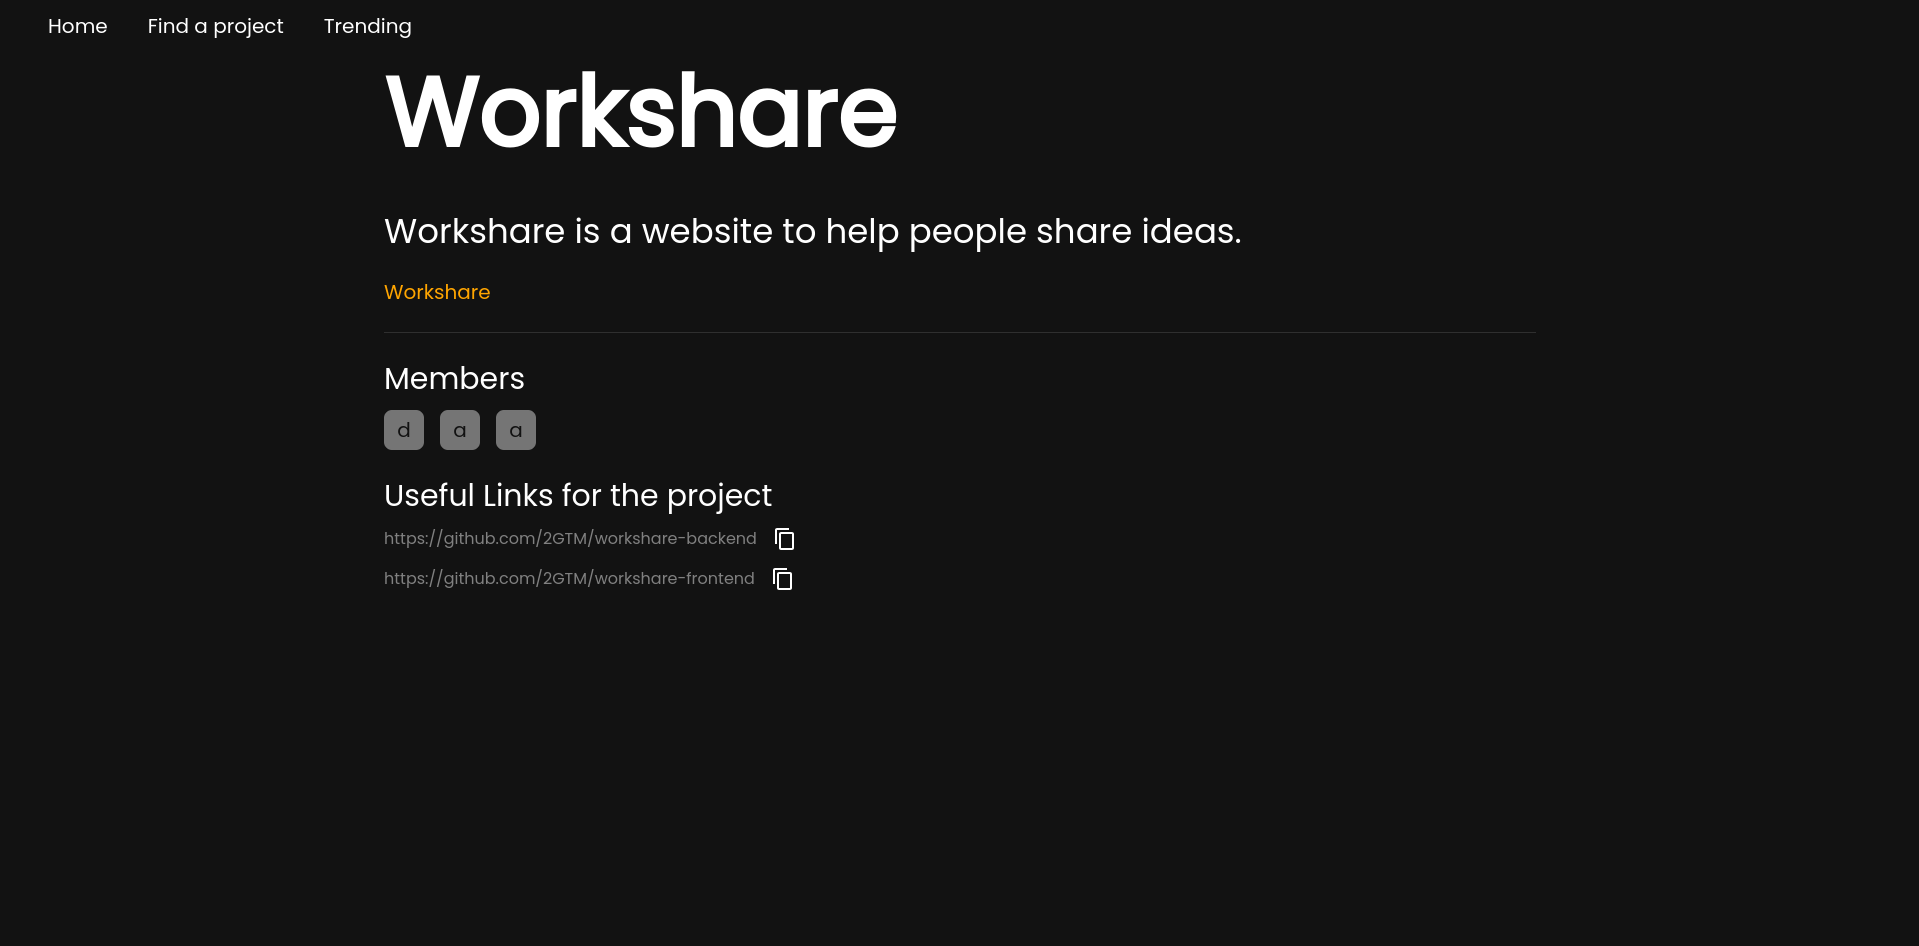 Home Find a project Trending
Workshare
Workshare is a website to help people share ideas.
Workshare
Members
d a a
Useful Links for the project
https://github.com/2GTM/workshare-backend
https://github.com/2GTM/workshare-frontend